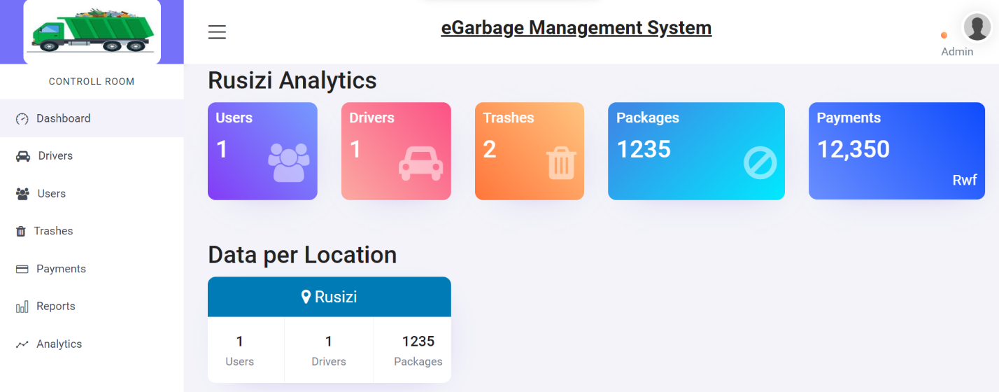 eGarbage Management System
Admin
CONTROLL ROOM
Dashboard
Drivers
Users
Trashes
Payments
Reports
Analytics
Rusizi Analytics
Users
1
Drivers
1
Trashes
2
Packages
1235
Payments
12,350
Rwf
Data per Location
Rusizi
1
Users
1
Drivers
1235
Packages